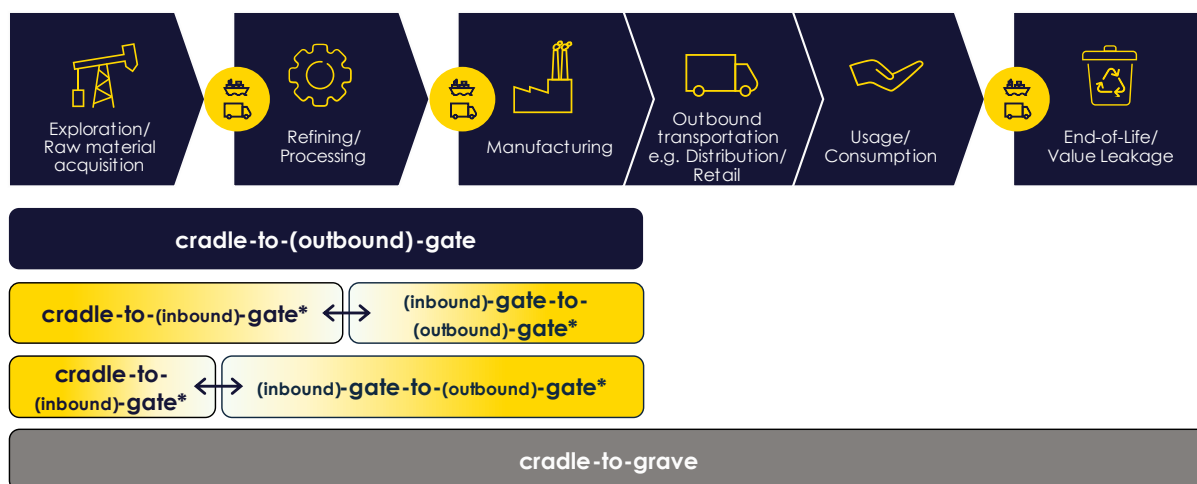 Exploration/
Raw material
acquisition
Refining/
Processing
Manufacturing
Outbound
transportation
e.g. Distribution/
Retail
Usage/
Consumption
End-of-Life/
Value Leakage
cradle-to-(outbound)-gate
cradle-to-(inbound)-gate*
(inbound)-gate-to-
(outbound)-gate*
cradle-to-
(inbound)-gate*
(inbound)-gate-to-(outbound)-gate*
cradle-to-grave